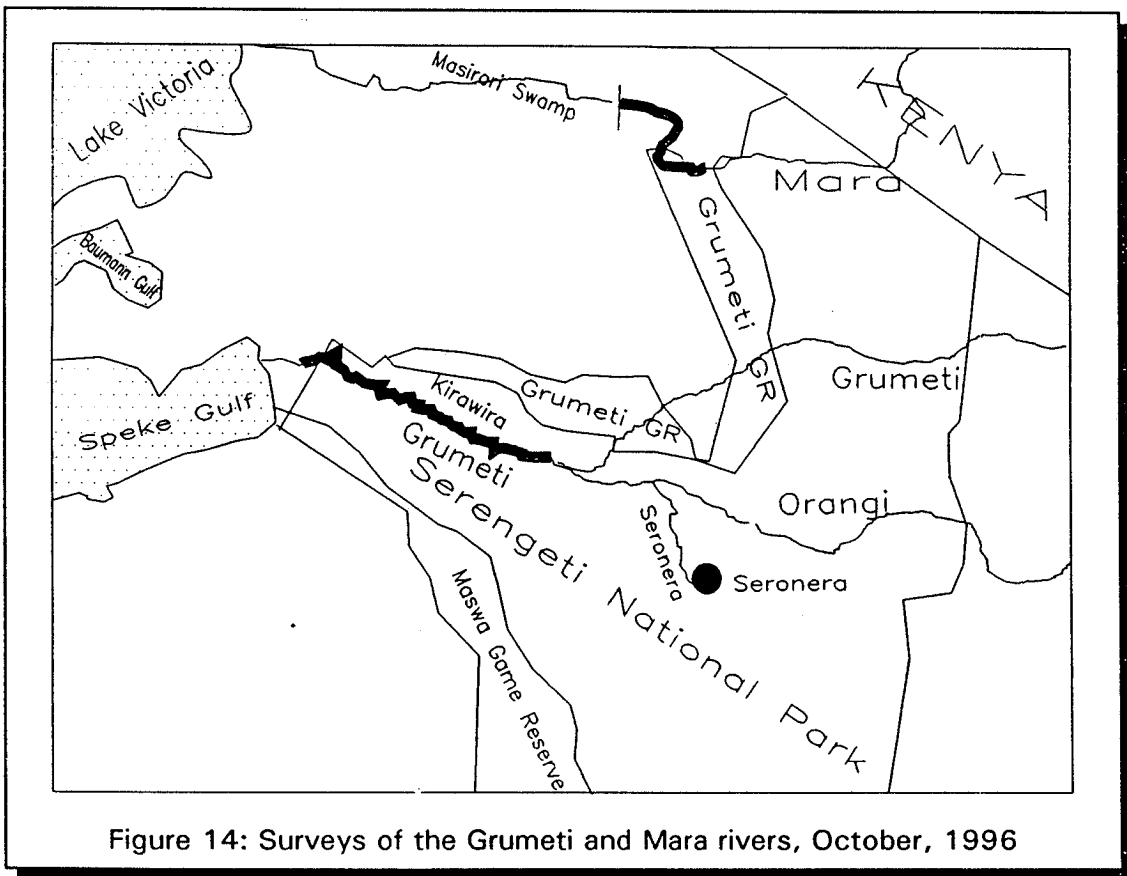 Lake Victoria
Masirori Swamp
KENYA
Mara
Baumann Gulf
Grumeti GR
Speke Gulf
Kirawira
Grumeti GR
Grumeti
Grumeti
Serengeti National Park
Orangi
Seronera
Seronera
Maswa Game Reserve
Figure 14: Surveys of the Grumeti and Mara rivers, October, 1996